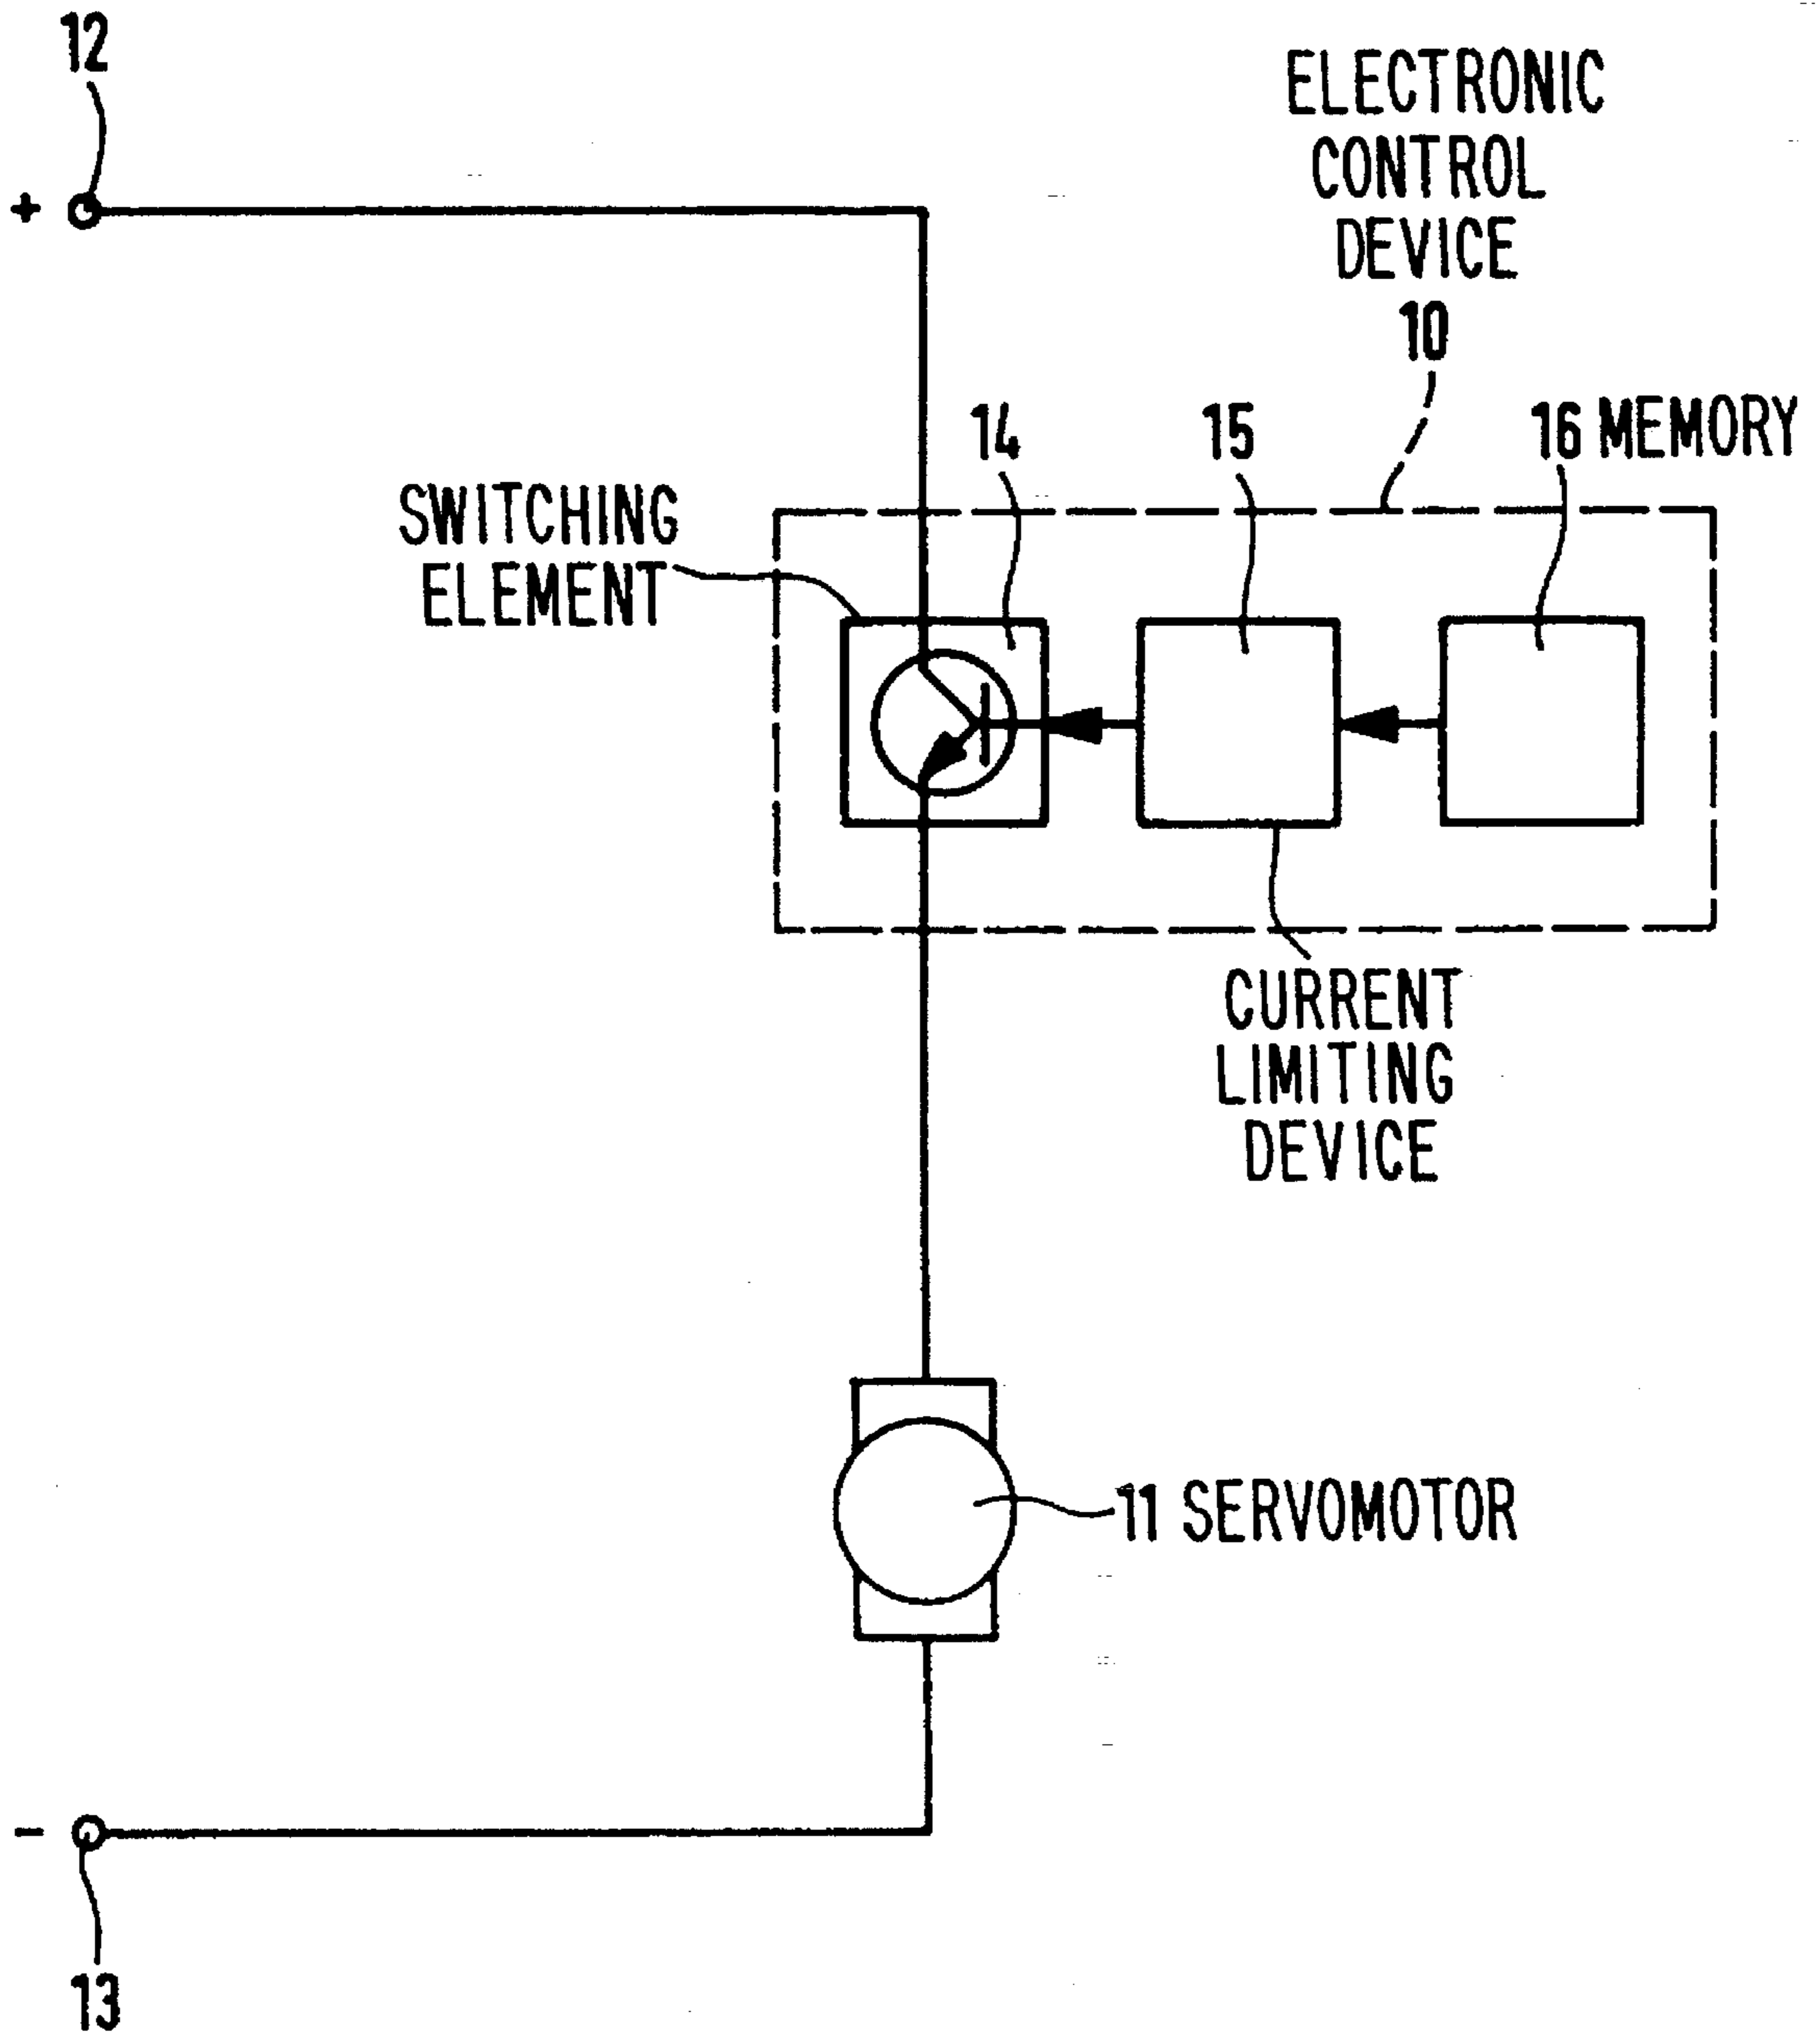 12
ELECTRONIC
CONTROL
DEVICE
10
+
14
15
16 MEMORY
SWITCHING
ELEMENT
CURRENT
LIMITING
DEVICE
11 SERVOMOTOR
-
13